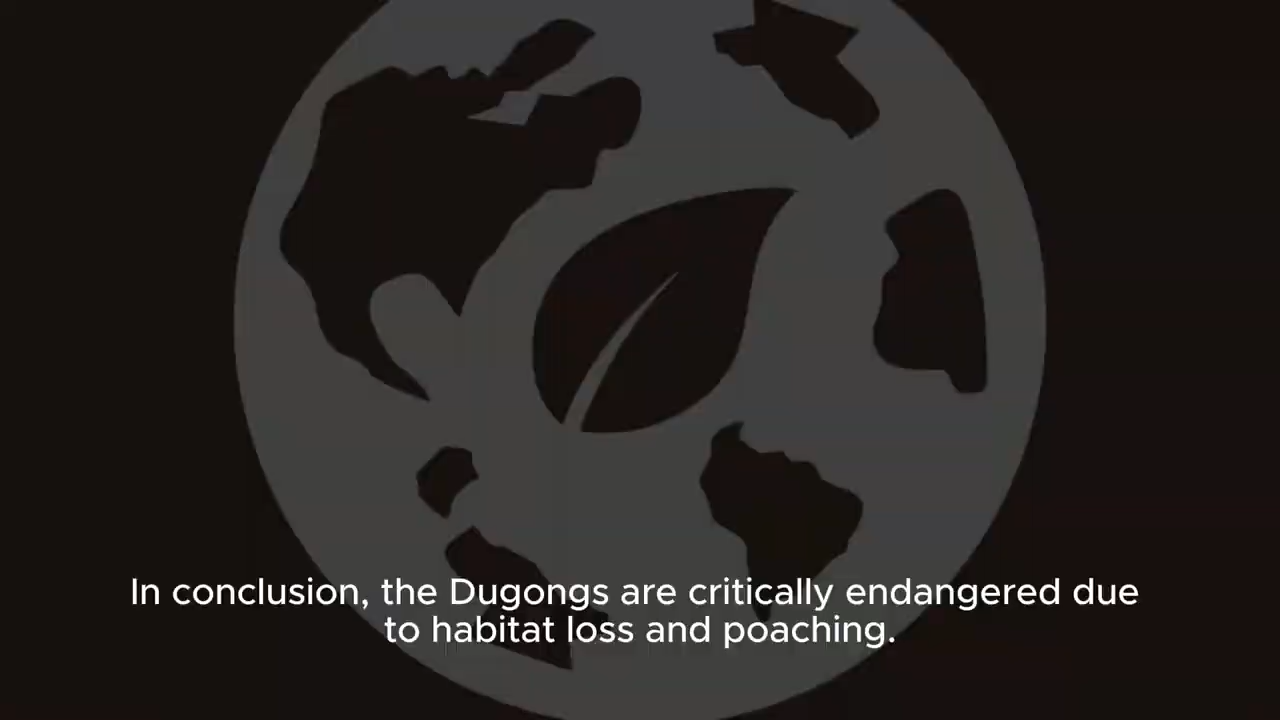 In conclusion, the Dugongs are critically endangered due
to habitat loss and poaching.